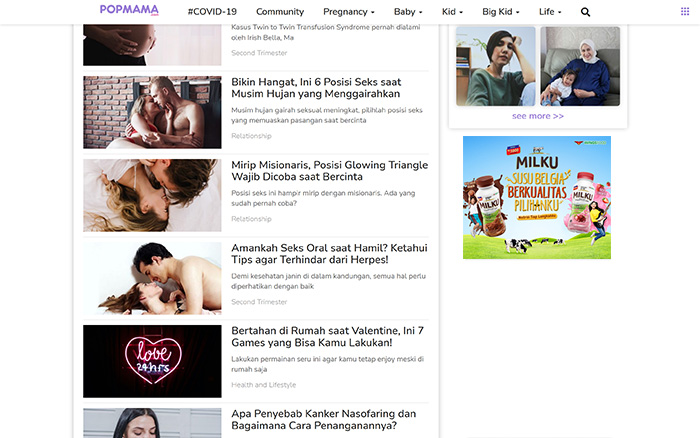 POPMAMA
.com
#COVID-19 Community Pregnancy Baby Kid Big Kid Life
Kasus Twin to Twin Transfusion Syndrome pernah dialami
oleh Irish Bella, Ma
Second Trimester
Bikin Hangat, Ini 6 Posisi Seks saat
Musim Hujan yang Menggairahkan
Musim hujan gairah seksual meningkat, pilihlah posisi seks
yang memuaskan pasangan saat bercinta
Relationship
Mirip Misionaris, Posisi Glowing Triangle
Wajib Dicoba saat Bercinta
Posisi seks ini hampir mirip dengan misionaris. Ada yang
sudah pernah coba?
Relationship
Amankah Seks Oral saat Hamil? Ketahui
Tips agar Terhindar dari Herpes!
Demi kesehatan janin di dalam kandungan, semua hal perlu
diperhatikan dengan baik
Second Trimester
love
24hrs
Bertahan di Rumah saat Valentine, Ini 7
Games yang Bisa Kamu Lakukan!
Lakukan permainan seru ini agar kamu tetap enjoy meski di
rumah saja
Health and Lifestyle
Apa Penyebab Kanker Nasofaring dan
Bagaimana Cara Penanganannya?
see more >>
MILKU
SUSU BELGIA
BERKUALITAS
PILIHANKU
MILKU
MILKU